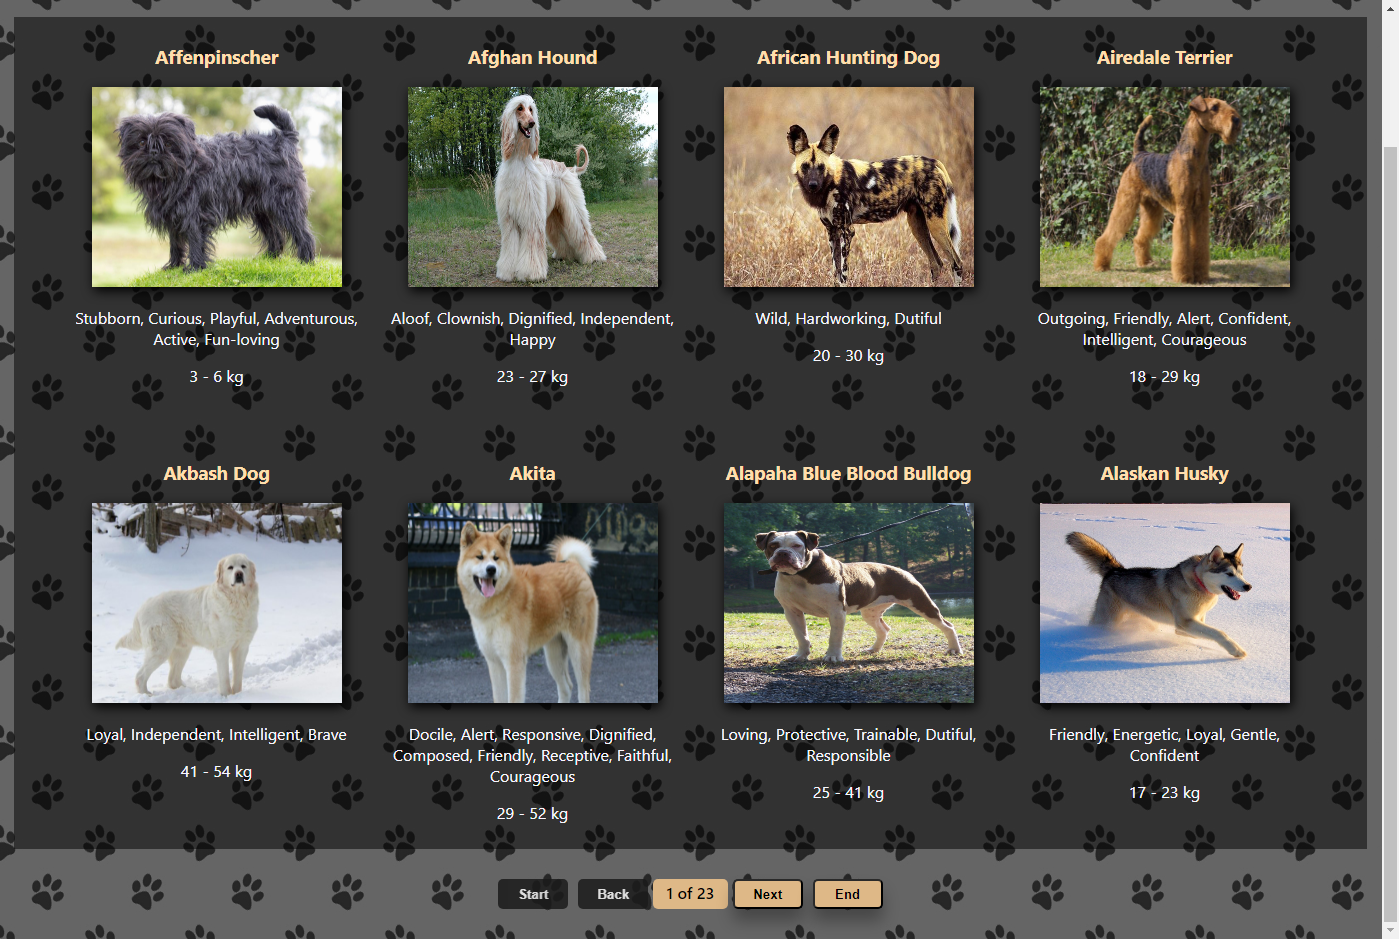 Affenpinscher
Afghan Hound
African Hunting Dog
Airedale Terrier
Stubborn, Curious, Playful, Adventurous,
Active, Fun-loving
3 - 6 kg
Aloof, Clownish, Dignified, Independent,
Happy
23 - 27 kg
Wild, Hardworking, Dutiful
20 - 30 kg
Outgoing, Friendly, Alert, Confident,
Intelligent, Courageous
18 - 29 kg
Akbash Dog
Akita
Alapaha Blue Blood Bulldog
Alaskan Husky
Loyal, Independent, Intelligent, Brave
41 - 54 kg
Docile, Alert, Responsive, Dignified,
Composed, Friendly, Receptive, Faithful,
Courageous
29 - 52 kg
Loving, Protective, Trainable, Dutiful,
Responsible
25 - 41 kg
Friendly, Energetic, Loyal, Gentle,
Confident
17 - 23 kg
Start Back 1 of 23 Next End